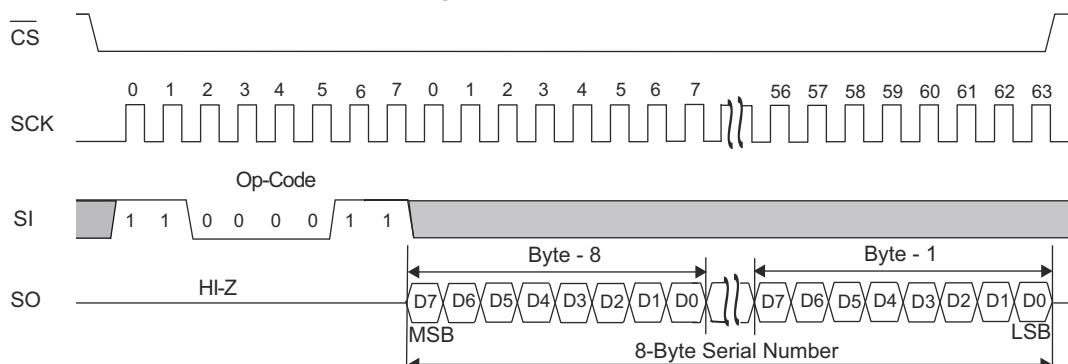 CS
0 1 2 3 4 5 6 7 0 1 2 3 4 5 6 7 56 57 58 59 60 61 62 63
SCK
Op-Code
SI 1 1 0 0 0 0 1 1
Byte - 8 Byte - 1
HI-Z
SO D7 D6 D5 D4 D3 D2 D1 D0 D7 D6 D5 D4 D3 D2 D1 D0
MSB LSB
8-Byte Serial Number